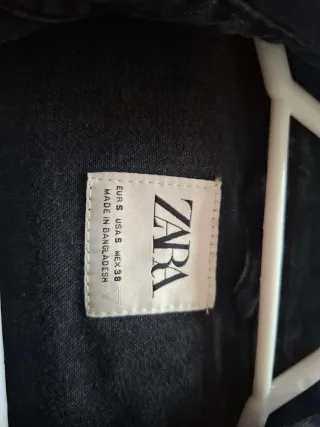 ZARA
EUR S USA S MEX 38
MADE IN BANGLADESH